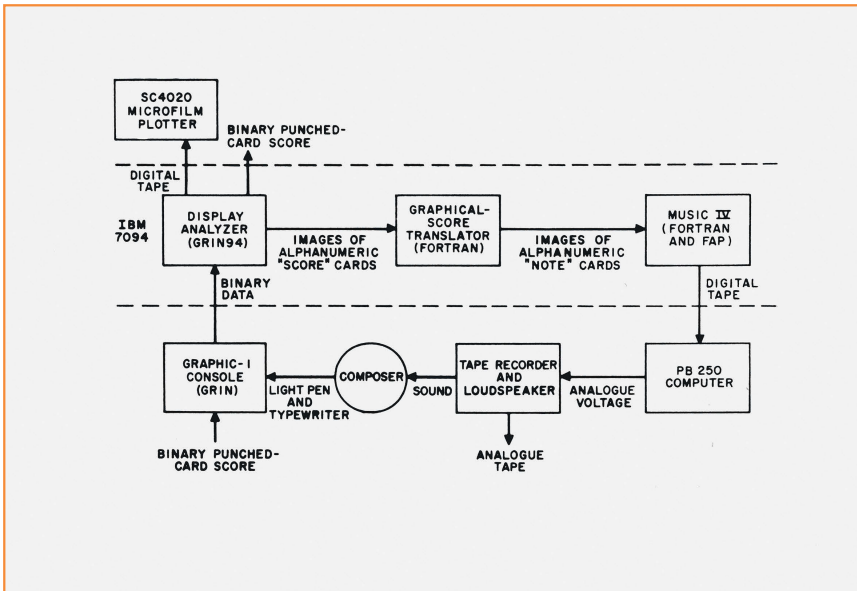 SC4020
MICROFILM
PLOTTER
BINARY PUNCHED-
CARD SCORE
DIGITAL
TAPE
IBM
7094
DISPLAY
ANALYZER
(GRIN94)
IMAGES OF
ALPHANUMERIC
"SCORE" CARDS
GRAPHICAL-
SCORE
TRANSLATOR
(FORTRAN)
IMAGES OF
ALPHANUMERIC
"NOTE" CARDS
MUSIC IV
(FORTRAN
AND FAP)
BINARY
DATA
DIGITAL
TAPE
GRAPHIC-1
CONSOLE
(GRIN)
LIGHT PEN
AND
TYPEWRITER
COMPOSER
SOUND
TAPE RECORDER
AND
LOUDSPEAKER
ANALOGUE
VOLTAGE
PB 250
COMPUTER
BINARY PUNCHED-
CARD SCORE
ANALOGUE
TAPE